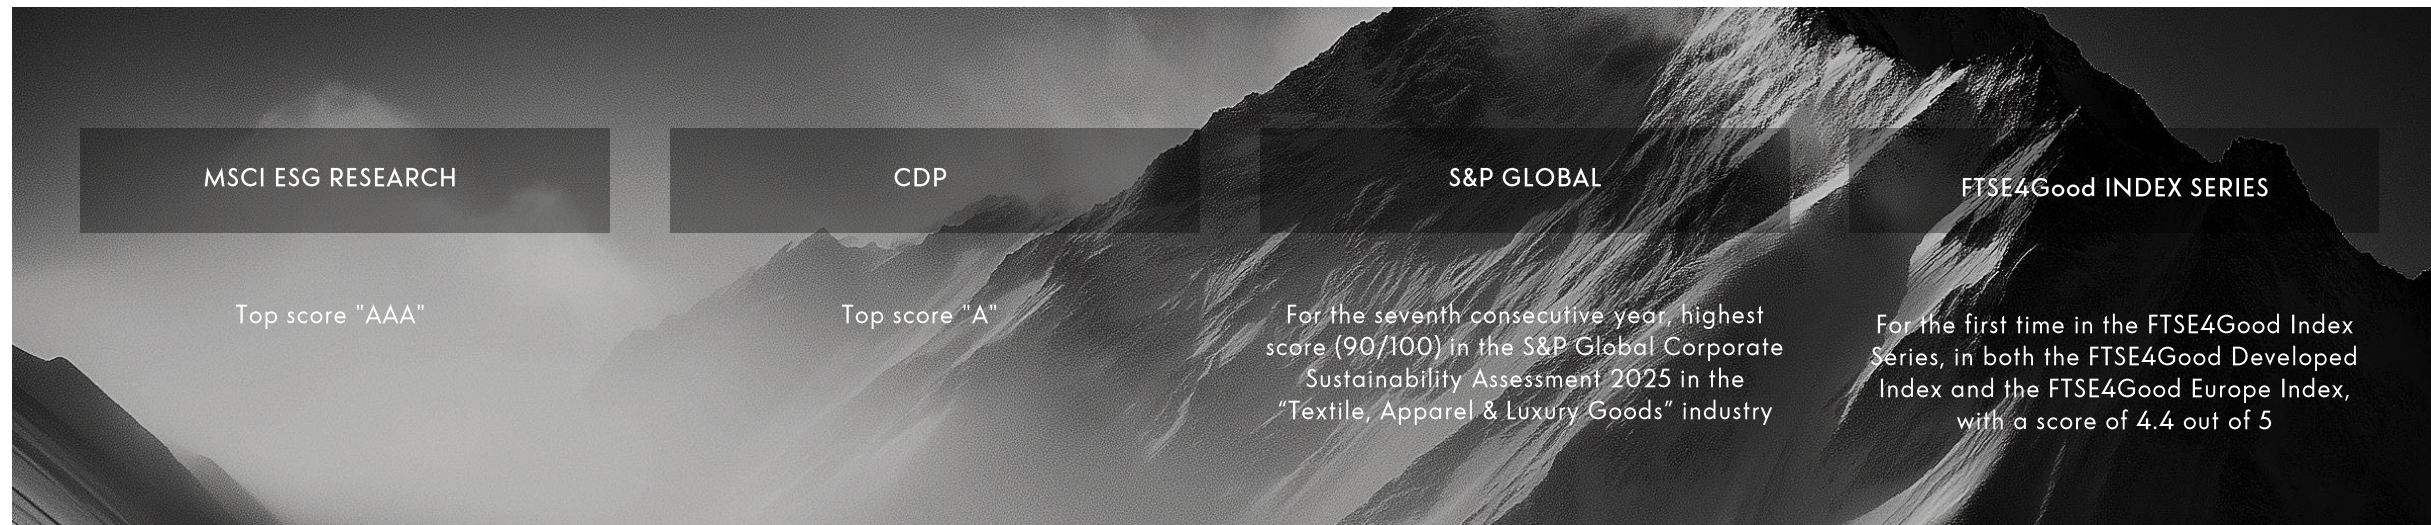 MSCI ESG RESEARCH
Top score "AAA"
CDP
Top score "A"
S&P GLOBAL
For the seventh consecutive year, highest
score (90/100) in the S&P Global Corporate
Sustainability Assessment 2025 in the
“Textile, Apparel & Luxury Goods” industry
FTSE4Good INDEX SERIES
For the first time in the FTSE4Good Index
Series, in both the FTSE4Good Developed
Index and the FTSE4Good Europe Index,
with a score of 4.4 out of 5